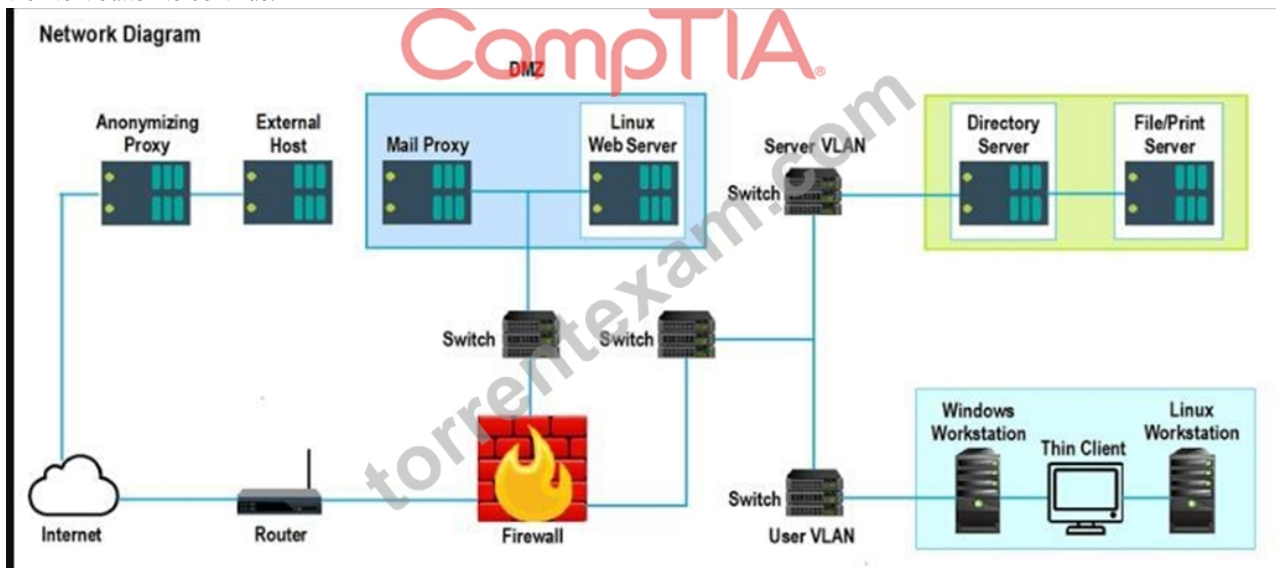 Network Diagram
CompTIA.
DMZ
Anonymizing
Proxy
External
Host
Mail Proxy
Linux
Web Server
Server VLAN
Switch
Directory
Server
File/Print
Server
Switch
Switch
torrentexam.com
Internet
Router
Firewall
Switch
User VLAN
Windows
Workstation
Thin Client
Linux
Workstation